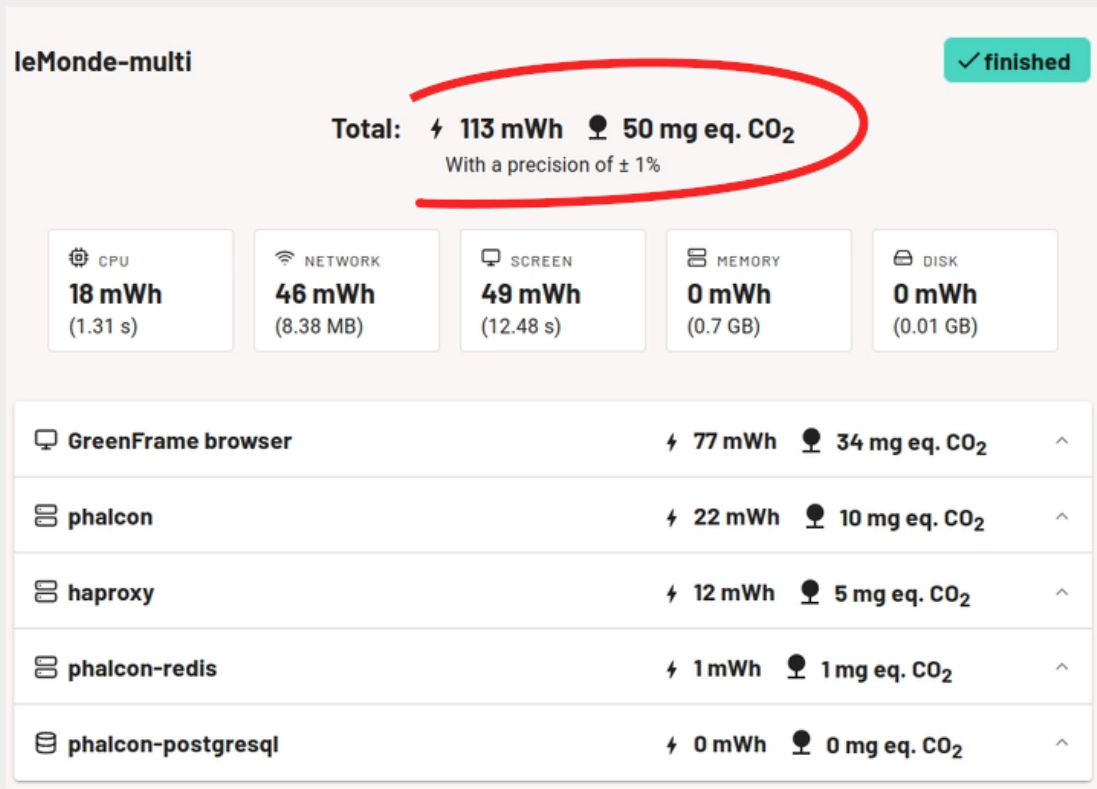 leMonde-multi
finished
Total: 113 mWh 50 mg eq. CO₂
With a precision of ± 1%
CPU
18 mWh
(1.31 s)
NETWORK
46 mWh
(8.38 MB)
SCREEN
49 mWh
(12.48 s)
MEMORY
0 mWh
(0.7 GB)
DISK
0 mWh
(0.01 GB)
GreenFrame browser 77 mWh 34 mg eq. CO₂
phalcon 22 mWh 10 mg eq. CO₂
haproxy 12 mWh 5 mg eq. CO₂
phalcon-redis 1 mWh 1 mg eq. CO₂
phalcon-postgresql 0 mWh 0 mg eq. CO₂